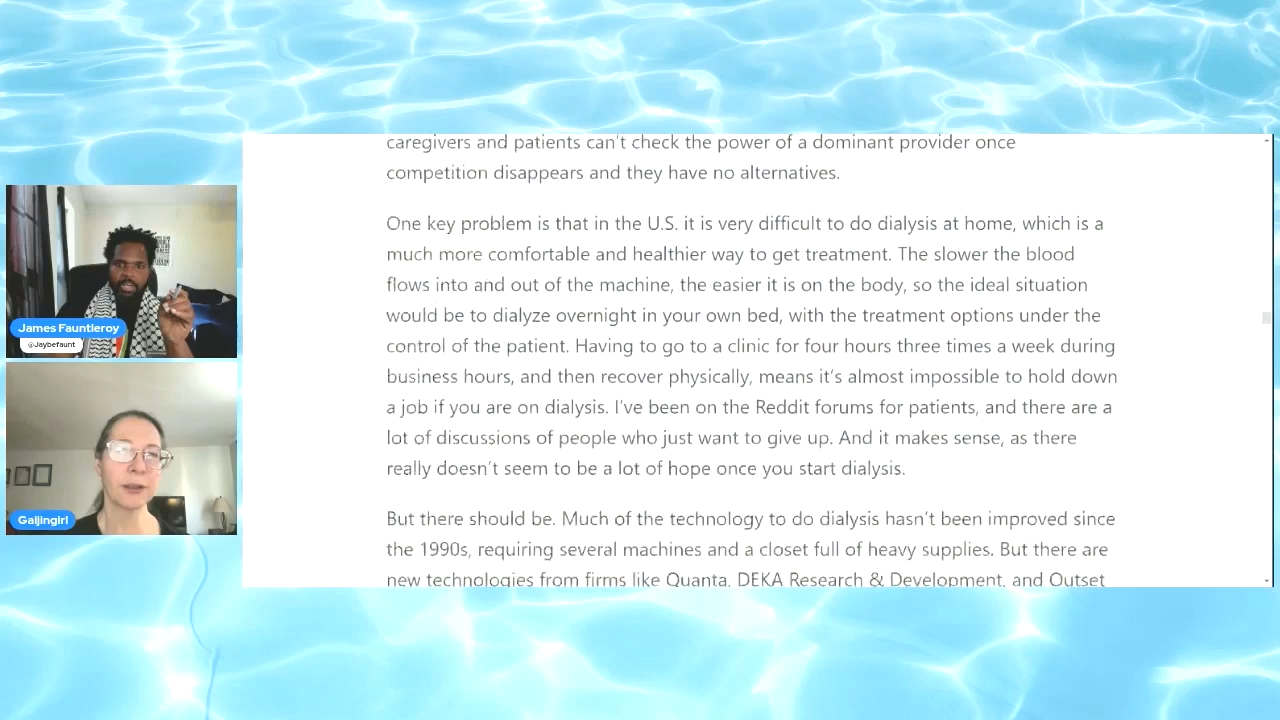 caregivers and patients can't check the power of a dominant provider once
competition disappears and they have no alternatives.
One key problem is that in the U.S. it is very difficult to do dialysis at home, which is a
much more comfortable and healthier way to get treatment. The slower the blood
flows into and out of the machine, the easier it is on the body, so the ideal situation
would be to dialyze overnight in your own bed, with the treatment options under the
control of the patient. Having to go to a clinic for four hours three times a week during
business hours, and then recover physically, means it's almost impossible to hold down
a job if you are on dialysis. I've been on the Reddit forums for patients, and there are a
lot of discussions of people who just want to give up. And it makes sense, as there
really doesn't seem to be a lot of hope once you start dialysis.
But there should be. Much of the technology to do dialysis hasn't been improved since
the 1990s, requiring several machines and a closet full of heavy supplies. But there are
new technologies from firms like Quanta, DEKA Research & Development, and Outset
James Fauntleroy
@Jaybefaunt
Gaijingirl